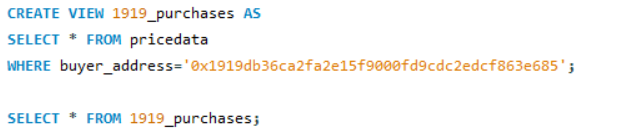 CREATE VIEW 1919_purchases AS
SELECT * FROM pricedata
WHERE buyer_address='0x1919db36ca2fa2e15f9000fd9cdc2edcf863e685';
SELECT * FROM 1919_purchases;